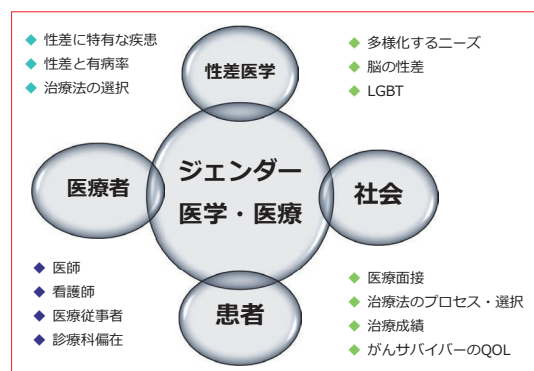 ◆ 性差に特有な疾患
◆ 性差と有病率
◆ 治療法の選択
性差医学
◆ 多様化するニーズ
◆ 脳の性差
◆ LGBT
医療者
ジェンダー
医学・医療
社会
◆ 医師
◆ 看護師
◆ 医療従事者
◆ 診療科偏在
患者
◆ 医療面接
◆ 治療法のプロセス・選択
◆ 治療成績
◆ がんサバイバーのQOL